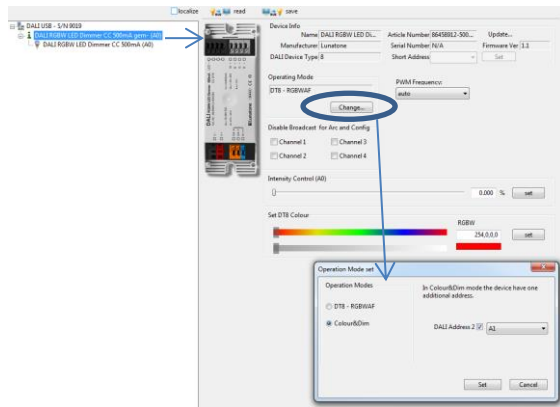 localize read save
DALI USB - S/N 9019
DALI RGBW LED Dimmer CC 500mA germ- (A0)
DALI RGBW LED Dimmer CC 500mA (A0)
Device Info
Name DALI RGBW LED Di... Article Number 86458912-500... Update...
Manufacturer Lunatone Serial Number N/A Firmware Ver 1.1
DALI Device Type 8 Short Address Set
Operating Mode
DT8 - RGBWAF
PWM Frequency:
auto
Change...
Disable Broadcast for Arc and Config
Channel 1 Channel 3
Channel 2 Channel 4
Intensity Control (A0)
0.000 % set
Set DT8 Colour
RGBW
254,0,0,0 set
Operation Mode set
Operation Modes
DT8 - RGBWAF
Colour&Dim
In Colour&Dim mode the device have one
additional address.
DALI Address 2 A1
Set Cancel